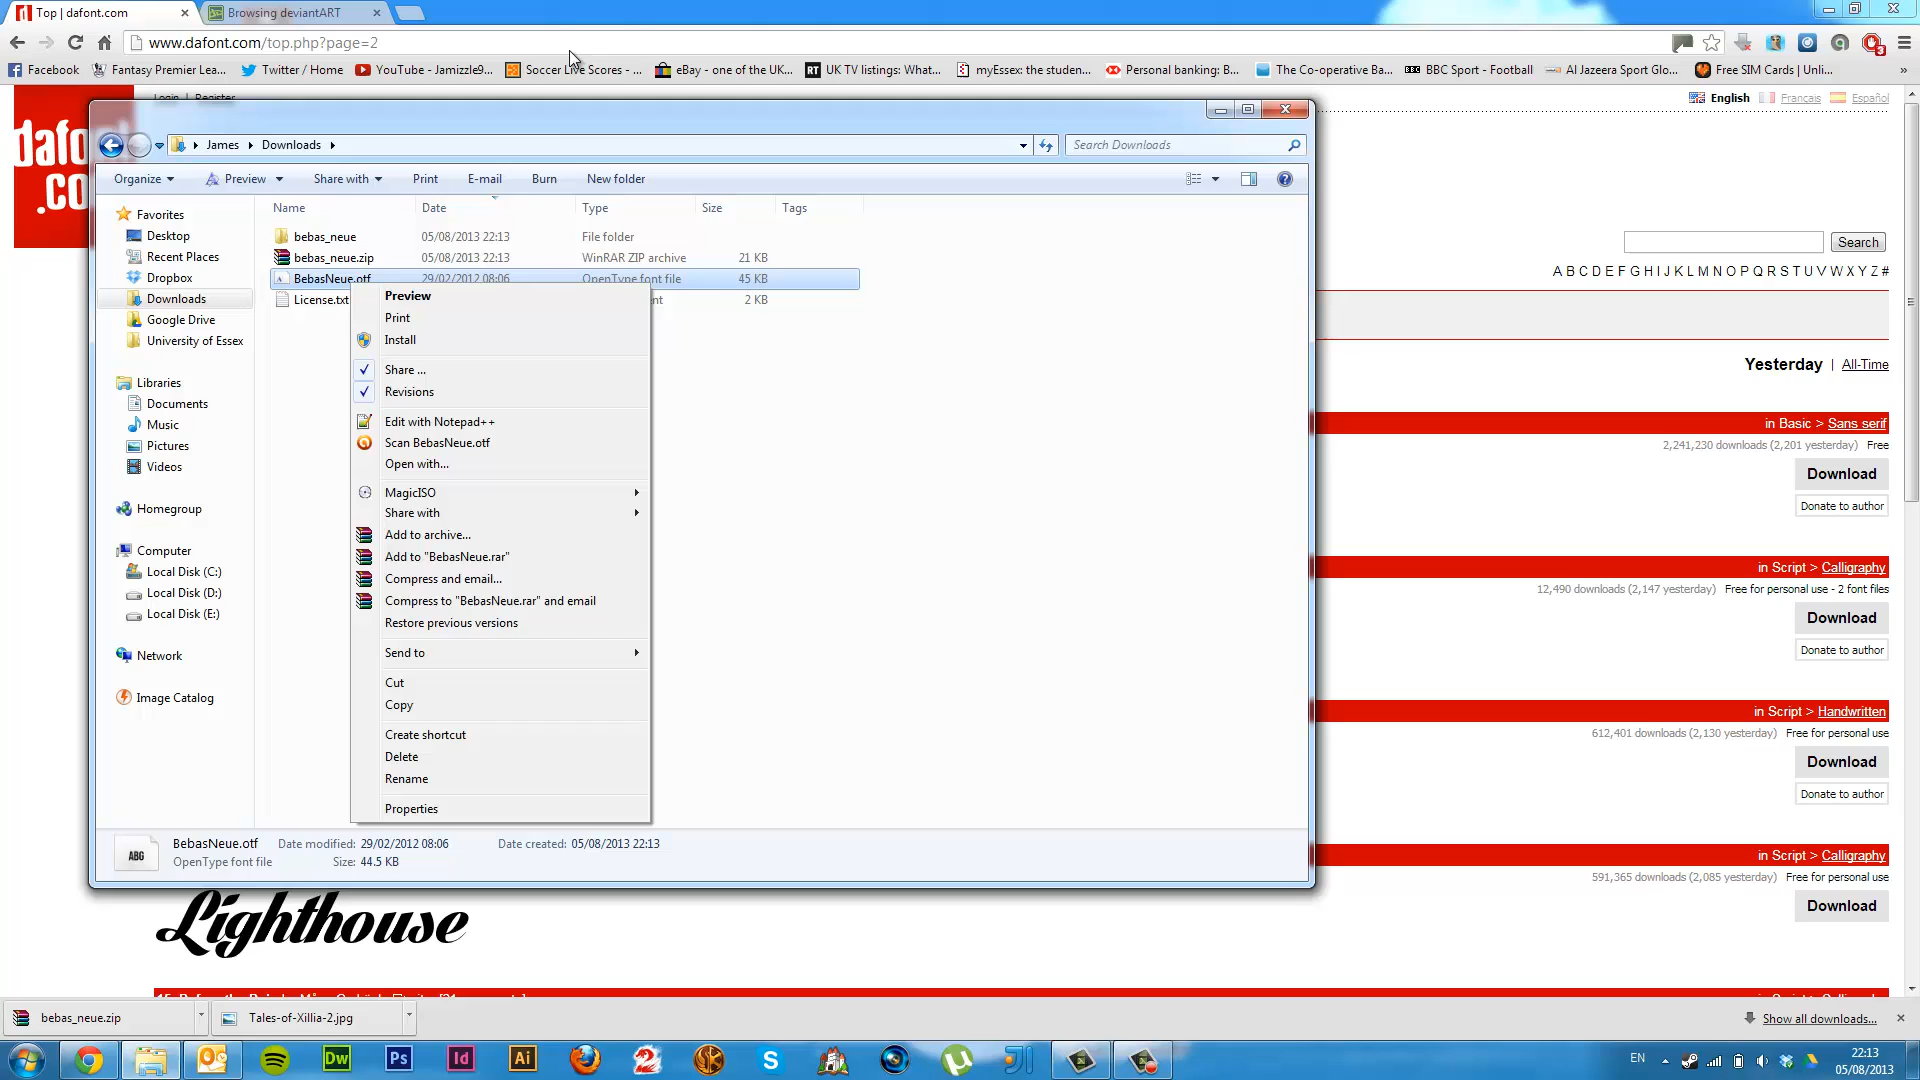 Top | dafont.com
Browsing deviantART
www.dafont.com/top.php?page=2
Facebook
Fantasy Premier Lea...
Twitter / Home
YouTube - Jamizzle9...
Soccer Live Scores - ...
eBay - one of the UK...
UK TV listings: What...
myEssex: the studen...
Personal banking: B...
The Co-operative Ba...
BBC Sport - Football
Al Jazeera Sport Glo...
Free SIM Cards | Unli...
»
Login | Register
English
Français
Español
dafont
.com
James
Downloads
Search Downloads
Organize
Preview
Share with
Print
E-mail
Burn
New folder
Name
Date
Type
Size
Tags
Favorites
Desktop
Recent Places
Dropbox
Downloads
Google Drive
University of Essex
Libraries
Documents
Music
Pictures
Videos
Homegroup
Computer
Local Disk (C:)
Local Disk (D:)
Local Disk (E:)
Network
Image Catalog
bebas_neue 05/08/2013 22:13 File folder
bebas_neue.zip 05/08/2013 22:13 WinRAR ZIP archive 21 KB
BebasNeue.otf 29/02/2012 08:06 OpenType font file 45 KB
License.txt 2 KB
Preview
Print
Install
Share ...
Revisions
Edit with Notepad++
Scan BebasNeue.otf
Open with...
MagicISO
Share with
Add to archive...
Add to "BebasNeue.rar"
Compress and email...
Compress to "BebasNeue.rar" and email
Restore previous versions
Send to
Cut
Copy
Create shortcut
Delete
Rename
Properties
ABG
BebasNeue.otf Date modified: 29/02/2012 08:06 Date created: 05/08/2013 22:13
OpenType font file Size: 44.5 KB
Search
A B C D E F G H I J K L M N O P Q R S T U V W X Y Z #
Yesterday | All-Time
in Basic > Sans serif
2,241,230 downloads (2,201 yesterday) Free
Download
Donate to author
in Script > Calligraphy
12,490 downloads (2,147 yesterday) Free for personal use - 2 font files
Download
Donate to author
in Script > Handwritten
612,401 downloads (2,130 yesterday) Free for personal use
Download
Donate to author
in Script > Calligraphy
591,365 downloads (2,085 yesterday) Free for personal use
Download
Lighthouse
bebas_neue.zip
Tales-of-Xillia-2.jpg
Show all downloads...
Dw
Ps
Id
Ai
EN
22:13
05/08/2013